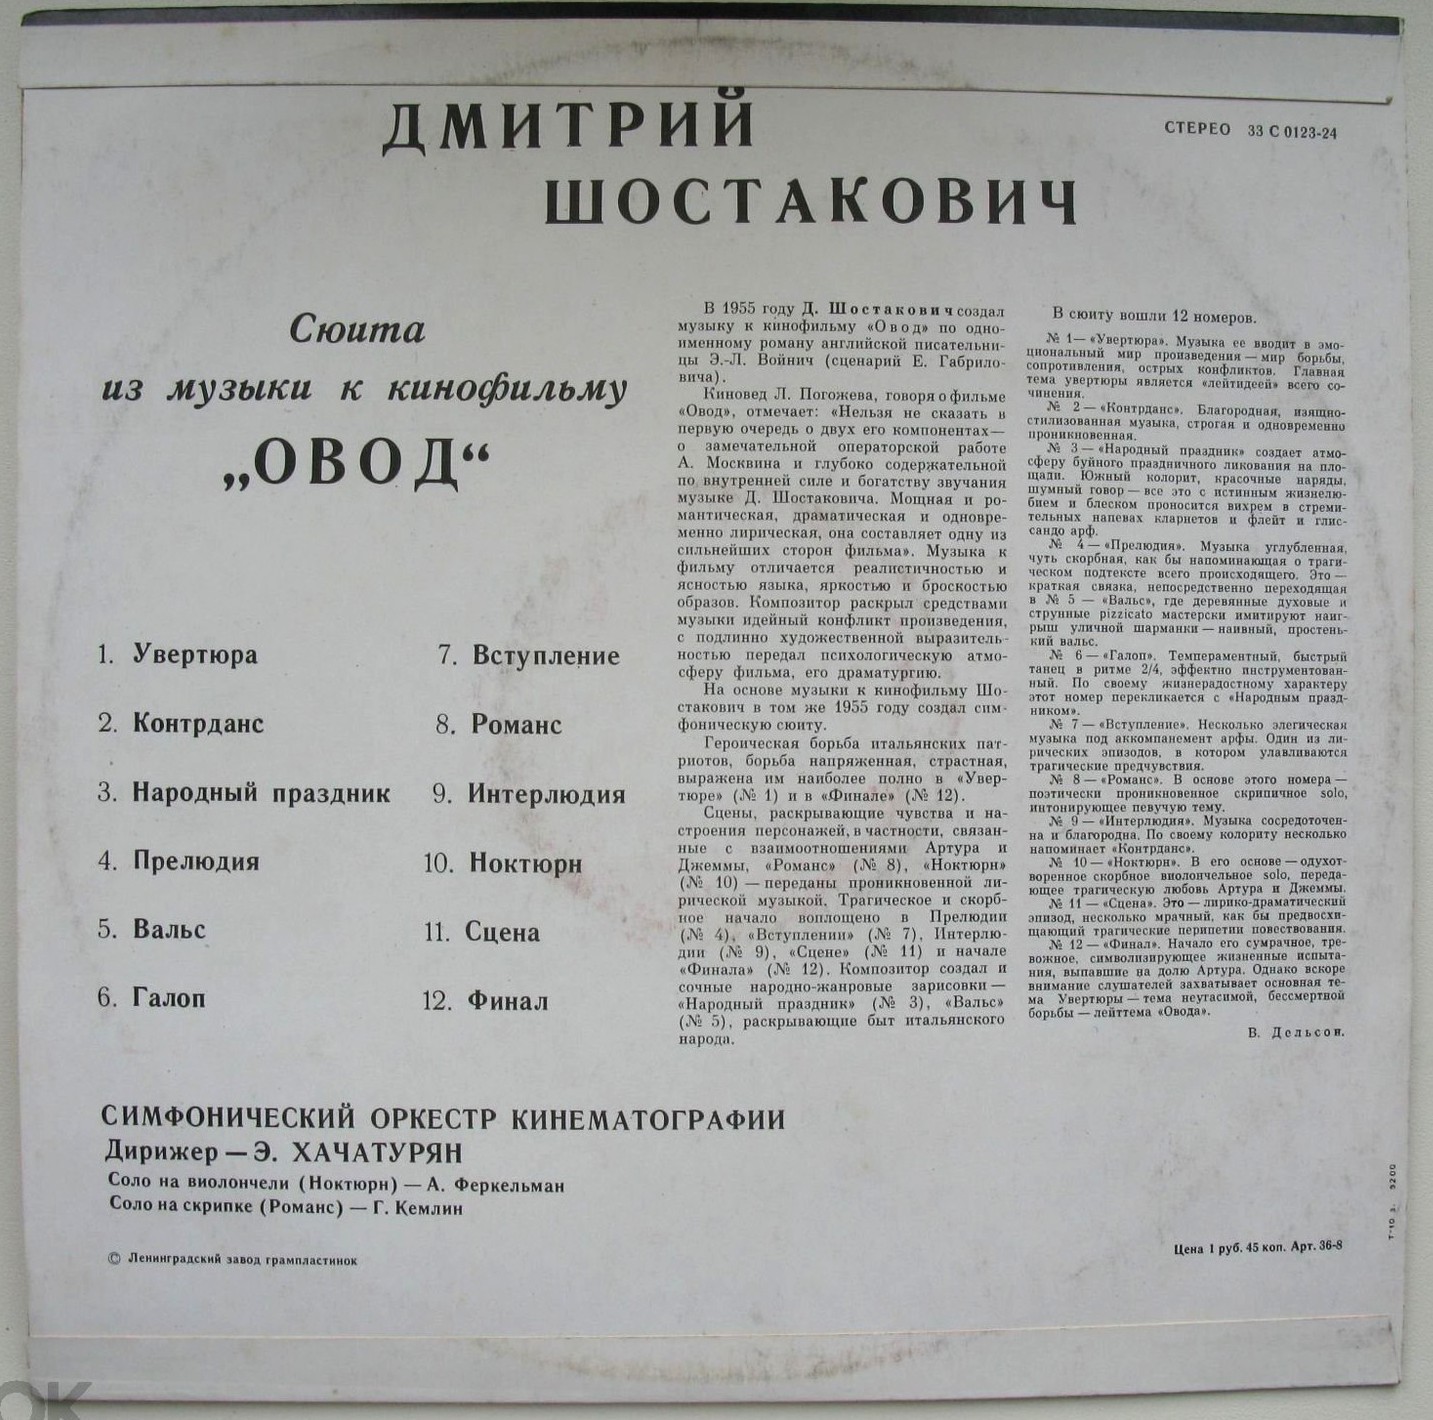 ДМИТРИЙ
ШОСТАКОВИЧ
СТЕРЕО 33 С 0123-24
Сюита
из музыки к кинофильму
„ОВОД“
1. Увертюра
2. Контрданс
3. Народный праздник
4. Прелюдия
5. Вальс
6. Галоп
7. Вступление
8. Романс
9. Интерлюдия
10. Ноктюрн
11. Сцена
12. Финал
В 1955 году Д. Шостакович создал
музыку к кинофильму «Овод» по одно-
именному роману английской писательни-
цы Э.-Л. Войнич (сценарий Е. Габрило-
вича).
Киновед Л. Погожева, говоря о фильме
«Овод», отмечает: «Нельзя не сказать в
первую очередь о двух его компонентах—
о замечательной операторской работе
А. Москвина и глубоко содержательной
по внутренней силе и богатству звучания
музыке Д. Шостаковича. Мощная и ро-
мантическая, драматическая и одновре-
менно лирическая, она составляет одну из
сильнейших сторон фильма». Музыка к
фильму отличается реалистичностью и
ясностью языка, яркостью и броскостью
образов. Композитор раскрыл средствами
музыки идейный конфликт произведения,
с подлинно художественной выразитель-
ностью передал психологическую атмо-
сферу фильма, его драматургию.
На основе музыки к кинофильму Шо-
стакович в том же 1955 году создал сим-
фоническую сюиту.
Героическая борьба итальянских пат-
риотов, борьба напряженная, страстная,
выражена им наиболее полно в «Увер-
тюре» (№ 1) и в «Финале» (№ 12).
Сцены, раскрывающие чувства и на-
строения персонажей, в частности, связан-
ные с взаимоотношениями Артура и
Джеммы, «Романс» (№ 8), «Ноктюрн»
(№ 10) — переданы проникновенной ли-
рической музыкой. Трагическое и скорб-
ное начало воплощено в Прелюдии
(№ 4), «Вступлении» (№ 7), Интерлю-
дии (№ 9), «Сцене» (№ 11) и начале
«Финала» (№ 12). Композитор создал и
сочные народно-жанровые зарисовки —
«Народный праздник» (№ 3), «Вальс»
(№ 5), раскрывающие быт итальянского
народа.
В сюиту вошли 12 номеров.
№ 1— «Увертюра». Музыка ее вводит в эмо-
циональный мир произведения — мир борьбы,
сопротивления, острых конфликтов. Главная
тема увертюры является «лейтидеей» всего со-
чинения.
№ 2 — «Контрданс». Благородная, изящно-
стилизованная музыка, строгая и одновременно
проникновенная.
№ 3 — «Народный праздник» создает атмо-
сферу буйного праздничного ликования на пло-
щади. Южный колорит, красочные наряды,
шумный говор — все это с истинным жизнелю-
бием и блеском проносится вихрем в стреми-
тельных напевах кларнетов и флейт и глис-
сандо арф.
№ 4 — «Прелюдия». Музыка углубленная,
чуть скорбная, как бы напоминающая о траги-
ческом подтексте всего происходящего. Это —
краткая связка, непосредственно переходящая
в № 5 — «Вальс», где деревянные духовые и
струнные pizzicato мастерски имитируют наиг-
рыш уличной шарманки — наивный, простень-
кий вальс.
№ 6 — «Галоп». Темпераментный, быстрый
танец в ритме 2/4, эффектно инструментован-
ный. По своему жизнерадостному характеру
этот номер перекликается с «Народным празд-
ником».
№ 7 — «Вступление». Несколько элегическая
музыка под аккомпанемент арфы. Один из ли-
рических эпизодов, в котором улавливаются
трагические предчувствия.
№ 8 — «Романс». В основе этого номера —
поэтически проникновенное скрипичное solo,
интонирующее певучую тему.
№ 9 — «Интерлюдия». Музыка сосредоточен-
на и благородна. По своему колориту несколько
напоминает «Контрданс».
№ 10 — «Ноктюрн». В его основе — одухот-
воренное скорбное виолончельное solo, переда-
ющее трагическую любовь Артура и Джеммы.
№ 11 — «Сцена». Это — лирико-драматический
эпизод, несколько мрачный, как бы предвосхи-
щающий трагические перипетии повествования.
№ 12 — «Финал». Начало его сумрачное, тре-
вожное, символизирующее жизненные испыта-
ния, выпавшие на долю Артура. Однако вскоре
внимание слушателей захватывает основная те-
ма Увертюры — тема неугасимой, бессмертной
борьбы — лейттема «Овода».
В. Дельсон.
СИМФОНИЧЕСКИЙ ОРКЕСТР КИНЕМАТОГРАФИИ
Дирижер — Э. ХАЧАТУРЯН
Соло на виолончели (Ноктюрн) — А. Феркельман
Соло на скрипке (Романс) — Г. Кемлин
© Ленинградский завод грампластинок
Цена 1 руб. 45 коп. Арт. 36-8
OK